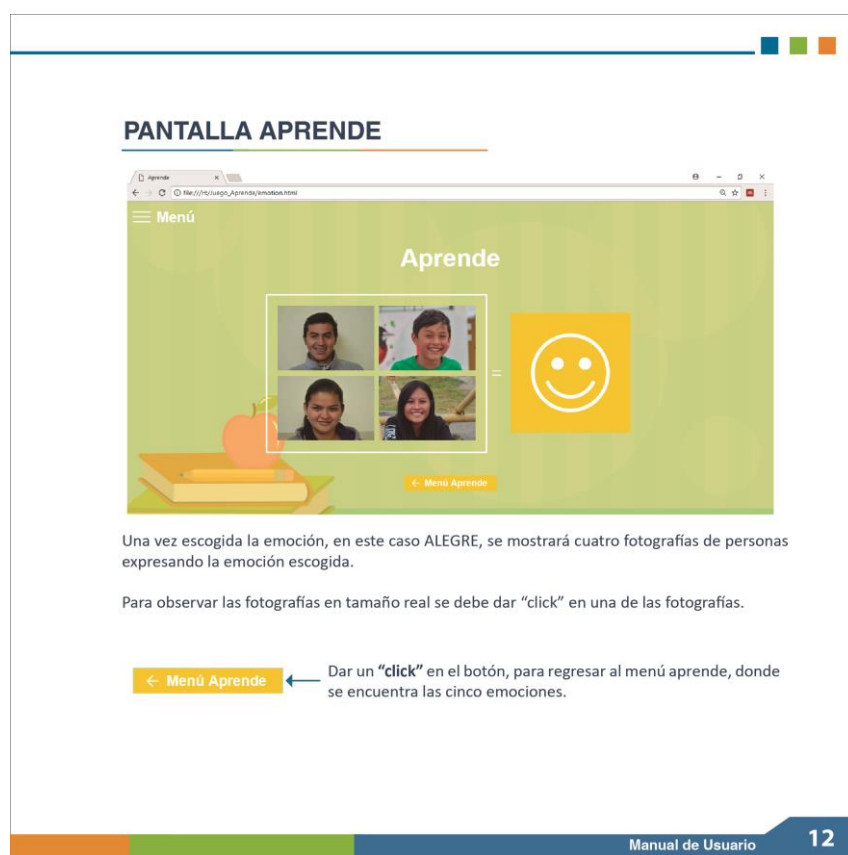 PANTALLA APRENDE
Aprende
file:///H:/Juego_Aprende/emotion.html
Menú
Aprende
=
← Menú Aprende
Una vez escogida la emoción, en este caso ALEGRE, se mostrará cuatro fotografías de personas
expresando la emoción escogida.
Para observar las fotografías en tamaño real se debe dar “click” en una de las fotografías.
← Menú Aprende
Dar un “click” en el botón, para regresar al menú aprende, donde
se encuentra las cinco emociones.
Manual de Usuario
12